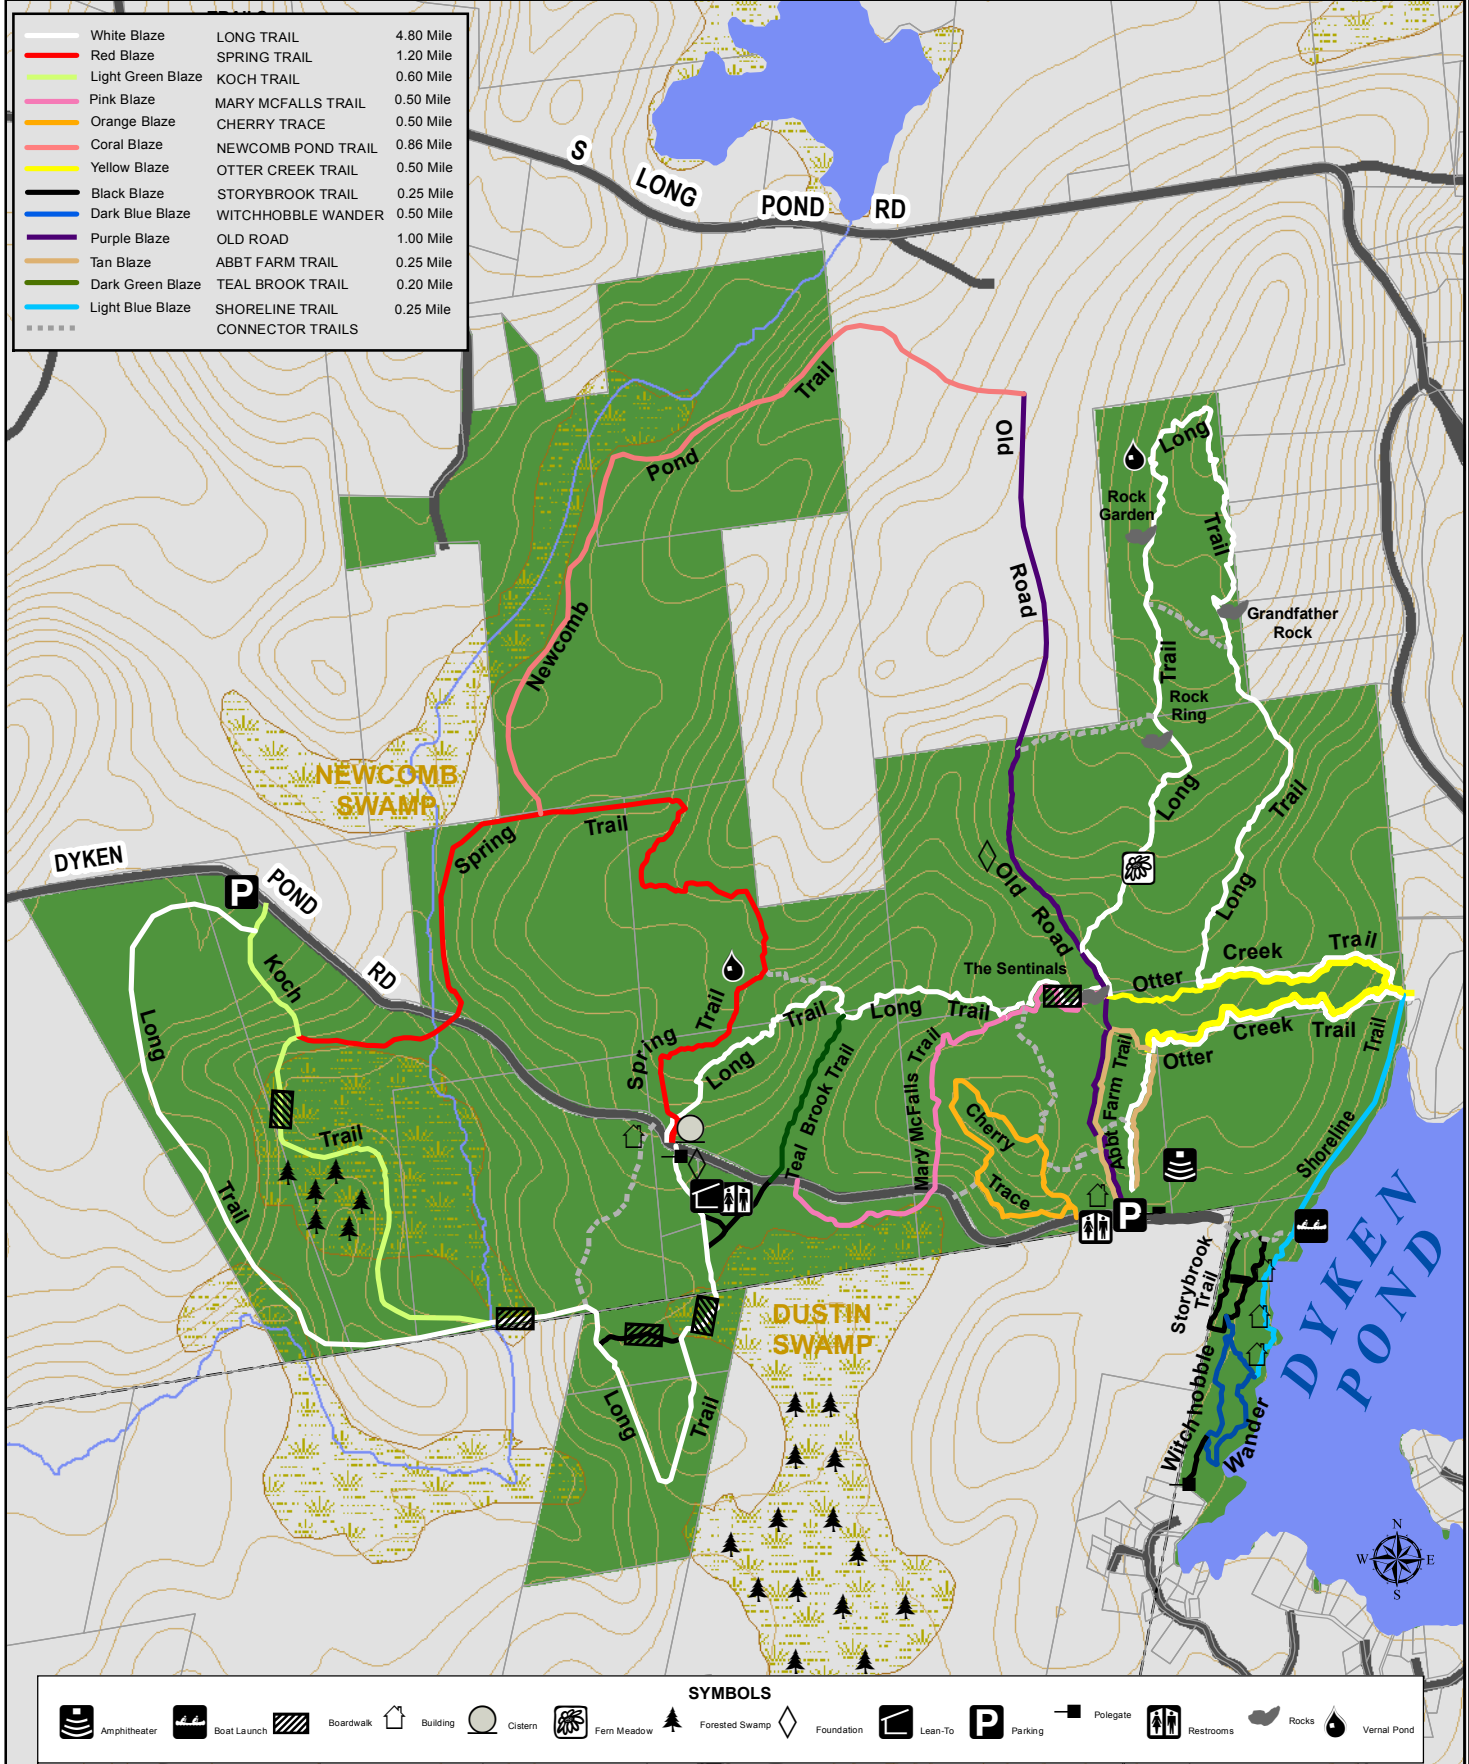 TRAILS
White Blaze LONG TRAIL 4.80 Mile
Red Blaze SPRING TRAIL 1.20 Mile
Light Green Blaze KOCH TRAIL 0.60 Mile
Pink Blaze MARY MCFALLS TRAIL 0.50 Mile
Orange Blaze CHERRY TRACE 0.50 Mile
Coral Blaze NEWCOMB POND TRAIL 0.86 Mile
Yellow Blaze OTTER CREEK TRAIL 0.50 Mile
Black Blaze STORYBROOK TRAIL 0.25 Mile
Dark Blue Blaze WITCHHOBBLE WANDER 0.50 Mile
Purple Blaze OLD ROAD 1.00 Mile
Tan Blaze ABBT FARM TRAIL 0.25 Mile
Dark Green Blaze TEAL BROOK TRAIL 0.20 Mile
Light Blue Blaze SHORELINE TRAIL 0.25 Mile
CONNECTOR TRAILS
S LONG POND RD
Newcomb Pond Trail
Old Road
Old Road
Long Trail
Rock
Garden
Grandfather
Rock
Trail
Rock
Ring
Long
Trail
Long
NEWCOMB
SWAMP
Spring Trail
DYKEN POND RD
P
Koch
Trail
Long
Trail
Spring Trail
Long Trail
Long Trail
The Sentinals
Otter Creek Trail
Otter Creek Trail
Teal Brook Trail
Mary McFalls Trail
Cherry
Trace
Abbt Farm Trail
P
Shoreline Trail
Storybrook
Trail
Witchhobble
Wander
DYKEN
POND
DUSTIN
SWAMP
Long Trail
N
W E
S
SYMBOLS
Amphitheater
Boat Launch
Boardwalk
Building
Cistern
Fern Meadow
Forested Swamp
Foundation
Lean-To
P
Parking
Polegate
Restrooms
Rocks
Vernal Pond